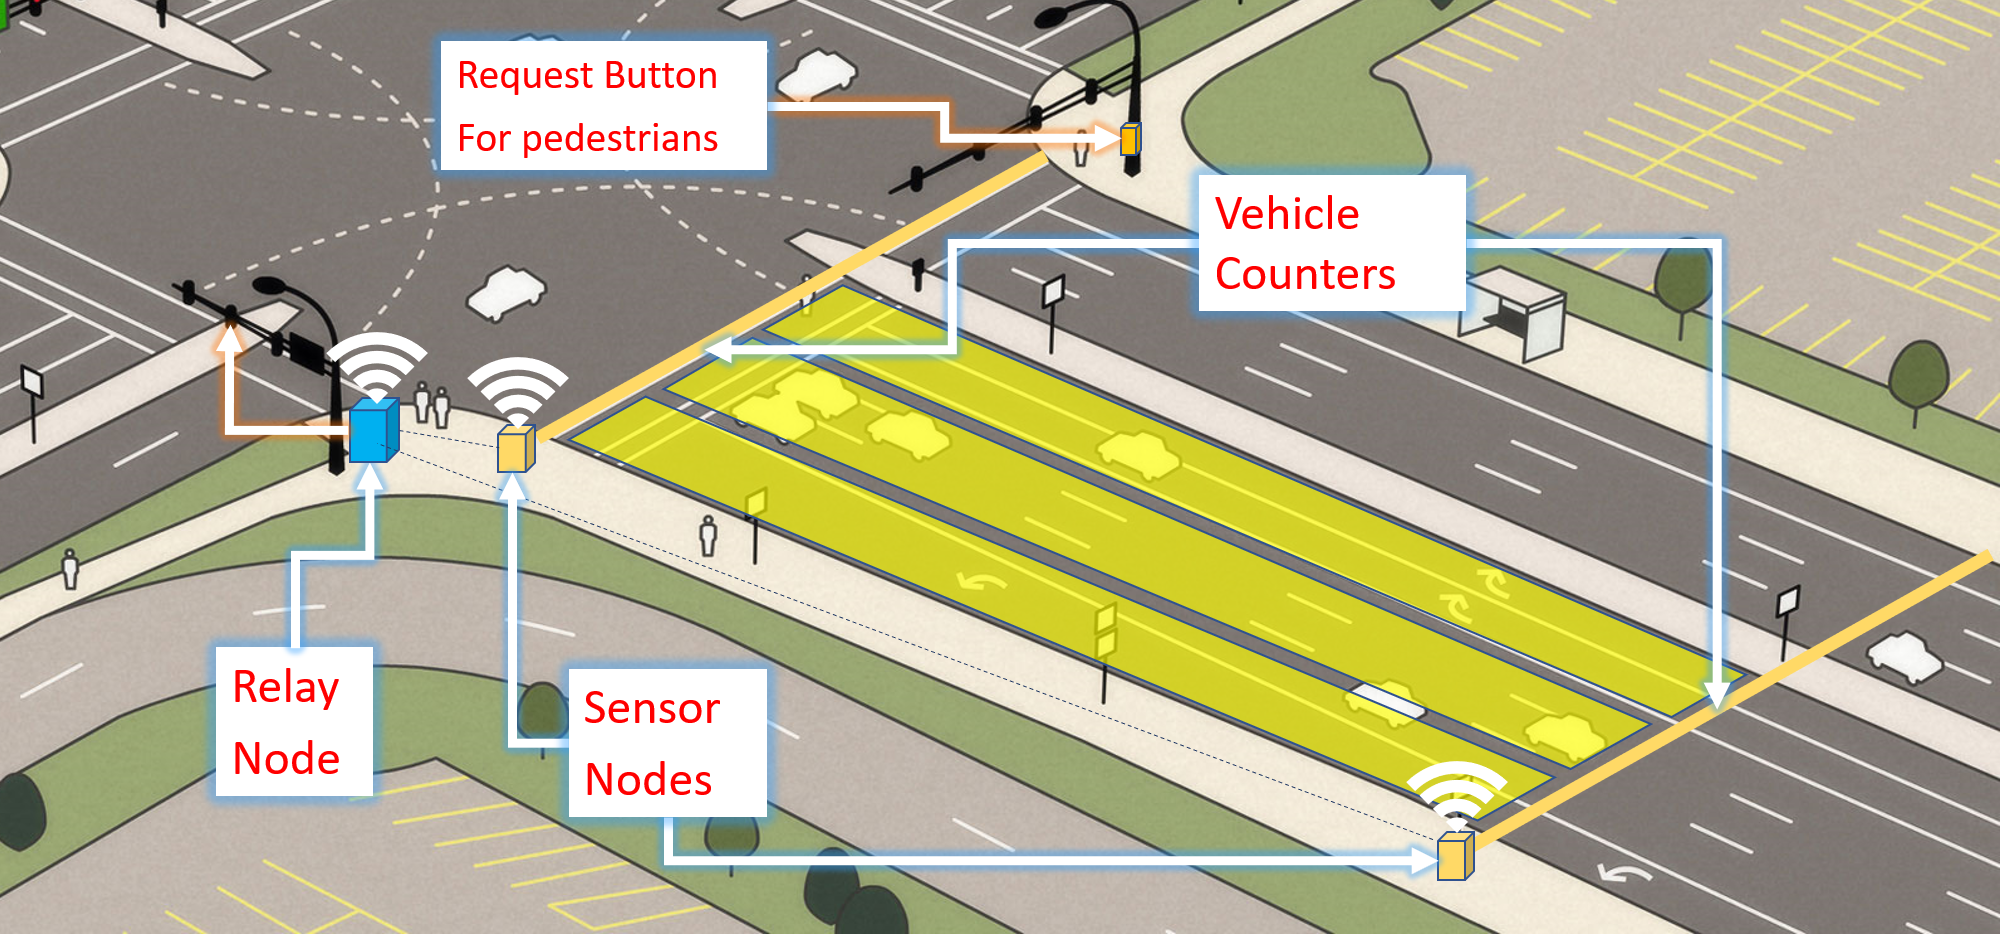 Request Button
For pedestrians
Vehicle
Counters
Relay
Node
Sensor
Nodes